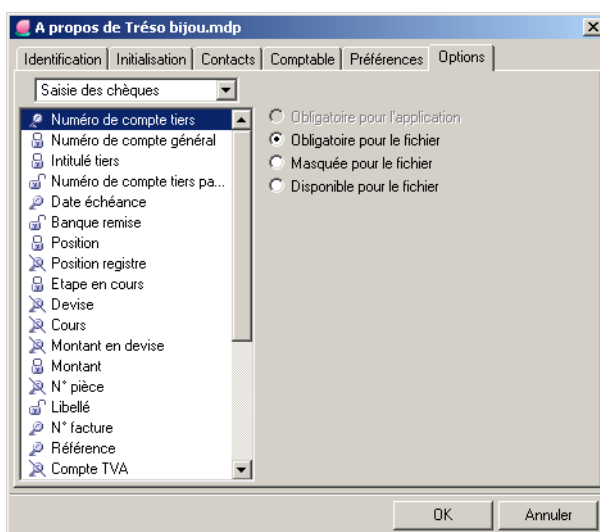 A propos de Tréso bijou.mdp
Identification Initialisation Contacts Comptable Préférences Options
Saisie des chèques
Numéro de compte tiers
Numéro de compte général
Intitulé tiers
Numéro de compte tiers pa...
Date échéance
Banque remise
Position
Position registre
Etape en cours
Devise
Cours
Montant en devise
Montant
N° pièce
Libellé
N° facture
Référence
Compte TVA
Obligatoire pour l'application
Obligatoire pour le fichier
Masquée pour le fichier
Disponible pour le fichier
OK Annuler